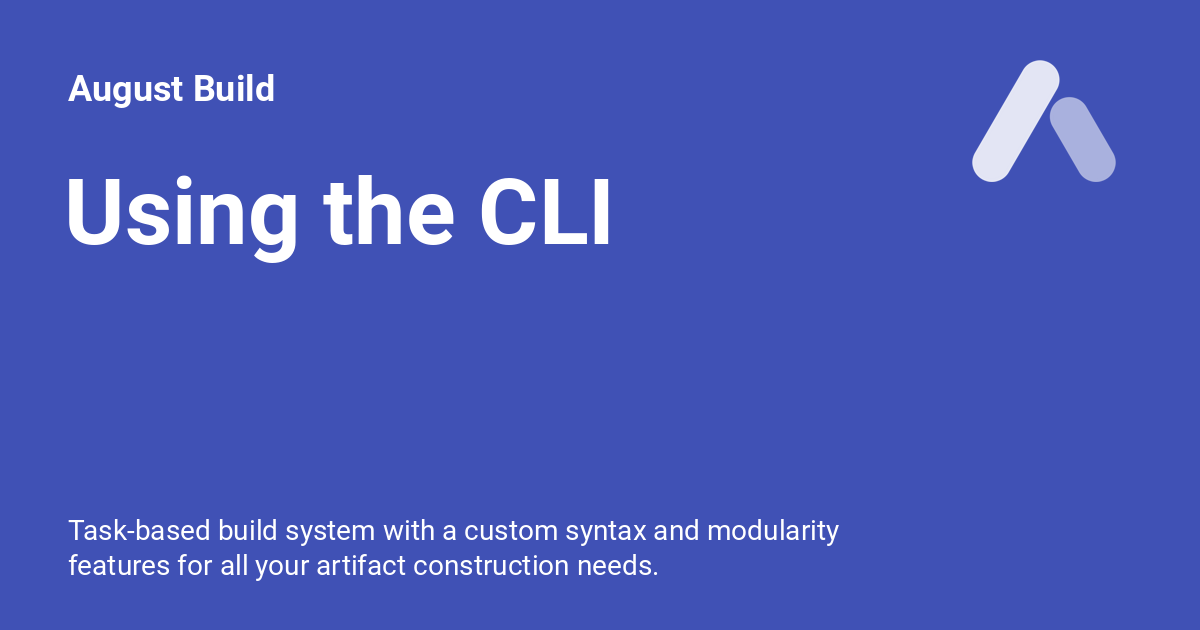 August Build
Using the CLI
Task-based build system with a custom syntax and modularity
features for all your artifact construction needs.